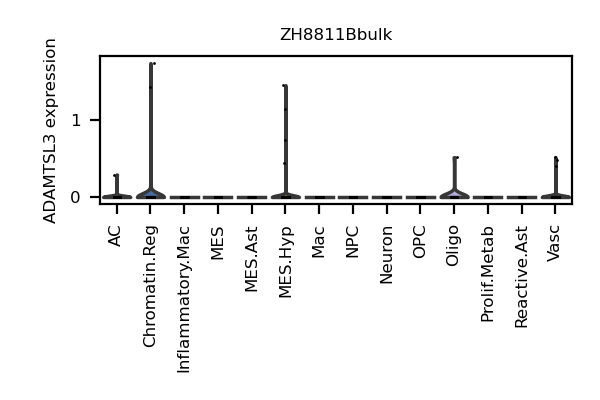 ZH8811Bbulk
ADAMTSL3 expression
1
0
AC
Chromatin.Reg
Inflammatory.Mac
MES
MES.Ast
MES.Hyp
Mac
NPC
Neuron
OPC
Oligo
Prolif.Metab
Reactive.Ast
Vasc